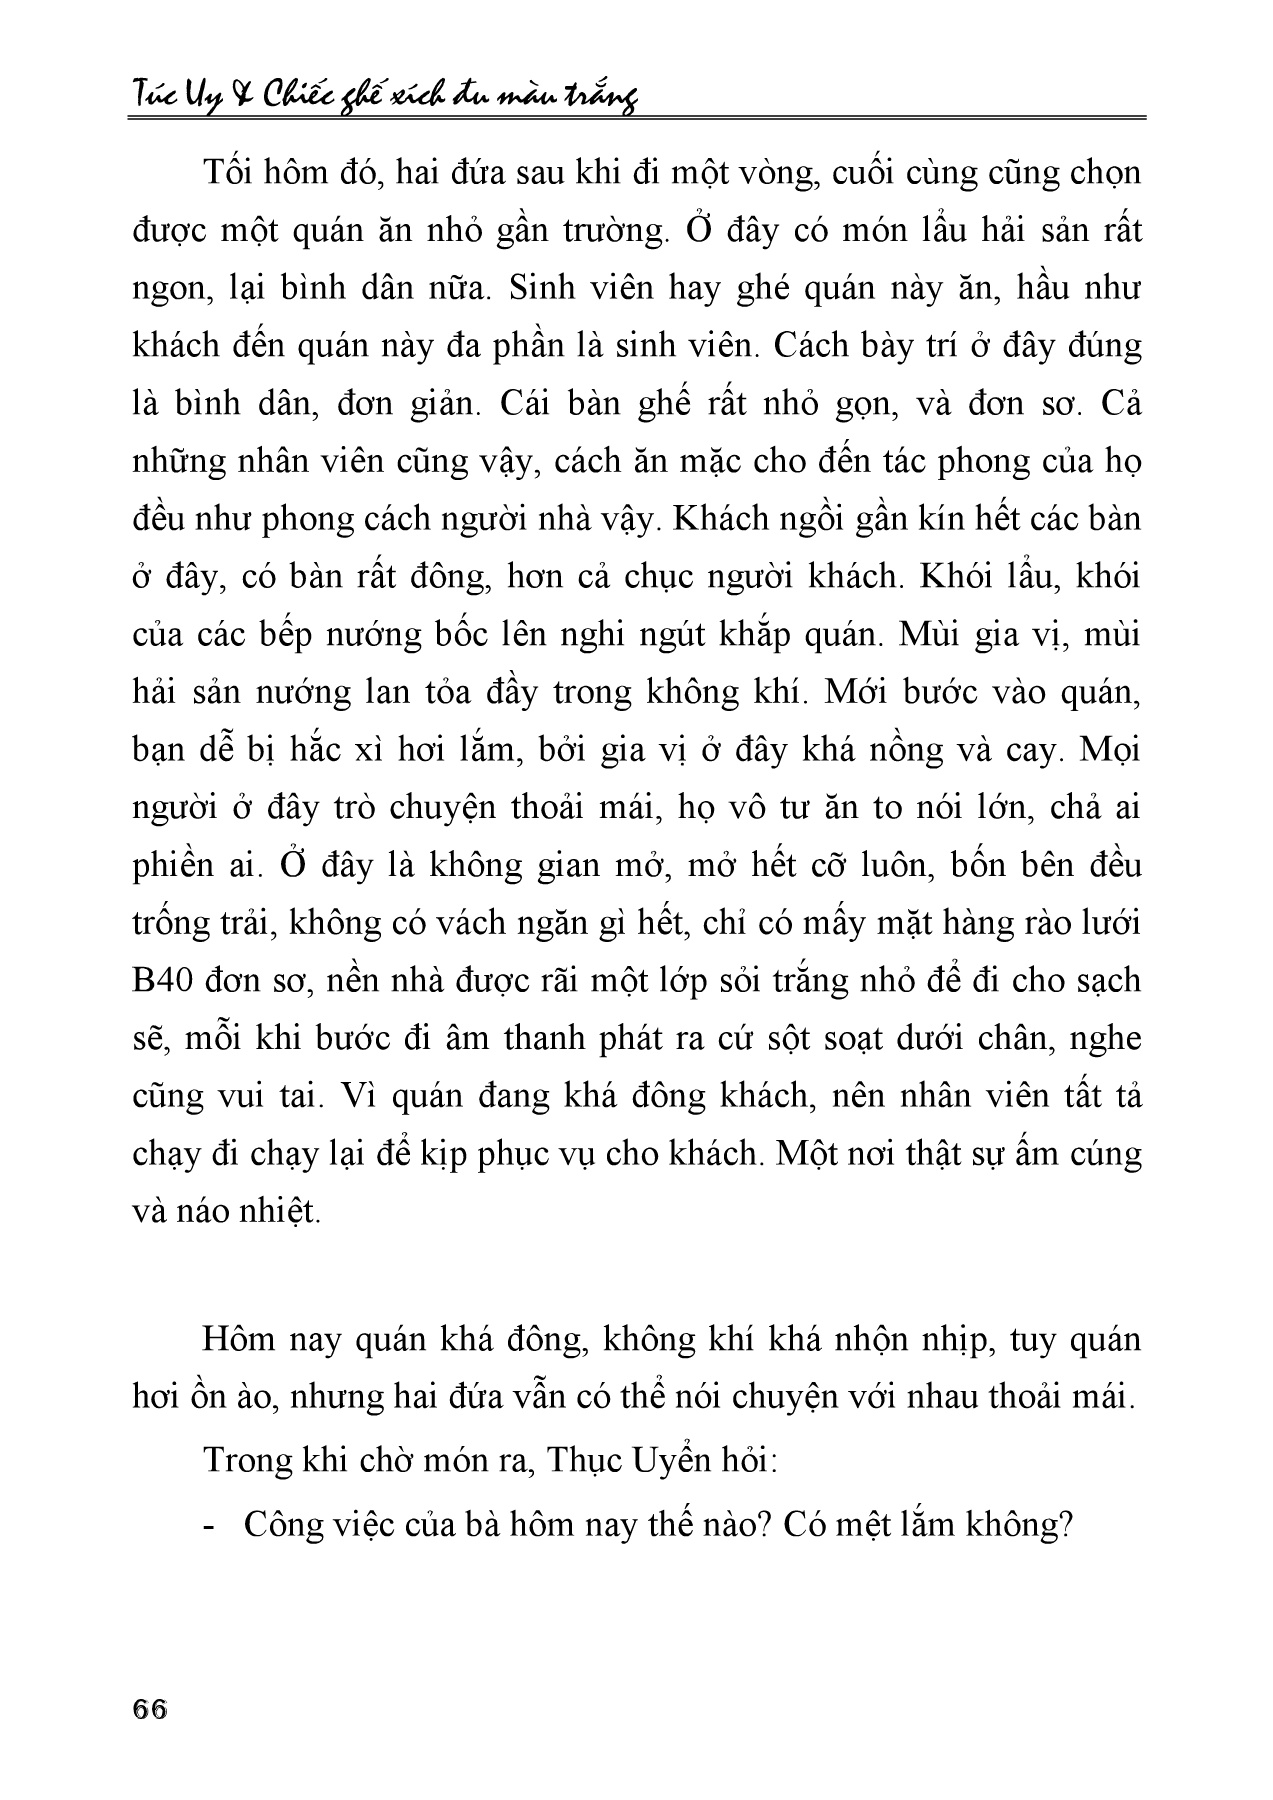 Túc Uy & Chiếc ghế xích đu màu trắng
Tối hôm đó, hai đứa sau khi đi một vòng, cuối cùng cũng chọn
được một quán ăn nhỏ gần trường. Ở đây có món lẩu hải sản rất
ngon, lại bình dân nữa. Sinh viên hay ghé quán này ăn, hầu như
khách đến quán này đa phần là sinh viên. Cách bày trí ở đây đúng
là bình dân, đơn giản. Cái bàn ghế rất nhỏ gọn, và đơn sơ. Cả
những nhân viên cũng vậy, cách ăn mặc cho đến tác phong của họ
đều như phong cách người nhà vậy. Khách ngồi gần kín hết các bàn
ở đây, có bàn rất đông, hơn cả chục người khách. Khói lẩu, khói
của các bếp nướng bốc lên nghi ngút khắp quán. Mùi gia vị, mùi
hải sản nướng lan tỏa đầy trong không khí. Mới bước vào quán,
bạn dễ bị hắc xì hơi lắm, bởi gia vị ở đây khá nồng và cay. Mọi
người ở đây trò chuyện thoải mái, họ vô tư ăn to nói lớn, chả ai
phiền ai. Ở đây là không gian mở, mở hết cỡ luôn, bốn bên đều
trống trải, không có vách ngăn gì hết, chỉ có mấy mặt hàng rào lưới
B40 đơn sơ, nền nhà được rãi một lớp sỏi trắng nhỏ để đi cho sạch
sẽ, mỗi khi bước đi âm thanh phát ra cứ sột soạt dưới chân, nghe
cũng vui tai. Vì quán đang khá đông khách, nên nhân viên tất tả
chạy đi chạy lại để kịp phục vụ cho khách. Một nơi thật sự ấm cúng
và náo nhiệt.
Hôm nay quán khá đông, không khí khá nhộn nhịp, tuy quán
hơi ồn ào, nhưng hai đứa vẫn có thể nói chuyện với nhau thoải mái.
Trong khi chờ món ra, Thục Uyển hỏi:
- Công việc của bà hôm nay thế nào? Có mệt lắm không?
66